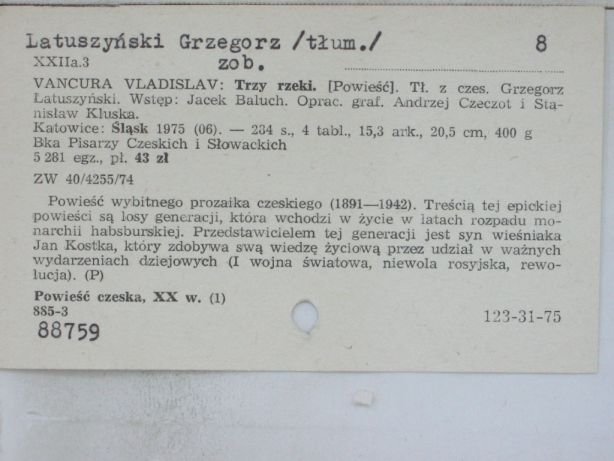 Latuszyński Grzegorz /tłum./ 8
XXIIa.3 zob.
VANCURA VLADISLAV: Trzy rzeki. [Powieść]. Tł. z czes. Grzegorz
Łatuszyński. Wstęp: Jacek Baluch. Oprac. graf. Andrzej Czeczot i Sta-
nisław Kluska.
Katowice: Śląsk 1975 (06). — 234 s., 4 tabl., 15,3 ark., 20,5 cm, 400 g
Bka Pisarzy Czeskich i Słowackich
5 281 egz., pł. 43 zł
ZW 40/4255/74
Powieść wybitnego prozaika czeskiego (1891—1942). Treścią tej epickiej
powieści są losy generacji, która wchodzi w życie w latach rozpadu mo-
narchii habsburskiej. Przedstawicielem tej generacji jest syn wieśniaka
Jan Kostka, który zdobywa swą wiedzę życiową przez udział w ważnych
wydarzeniach dziejowych (I wojna światowa, niewola rosyjska, rewo-
lucja). (P)
Powieść czeska, XX w. (1)
885-3 123-31-75
88759